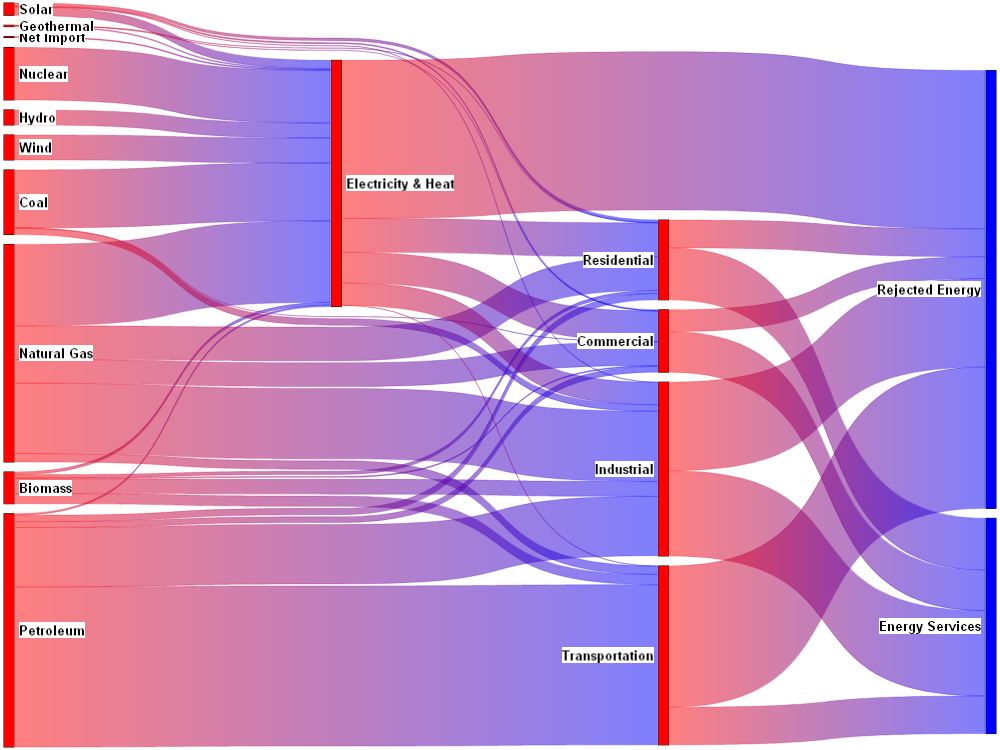 Solar
Geothermal
Net Import
Nuclear
Hydro
Wind
Coal
Electricity & Heat
Residential
Rejected Energy
Commercial
Natural Gas
Industrial
Biomass
Energy Services
Petroleum
Transportation